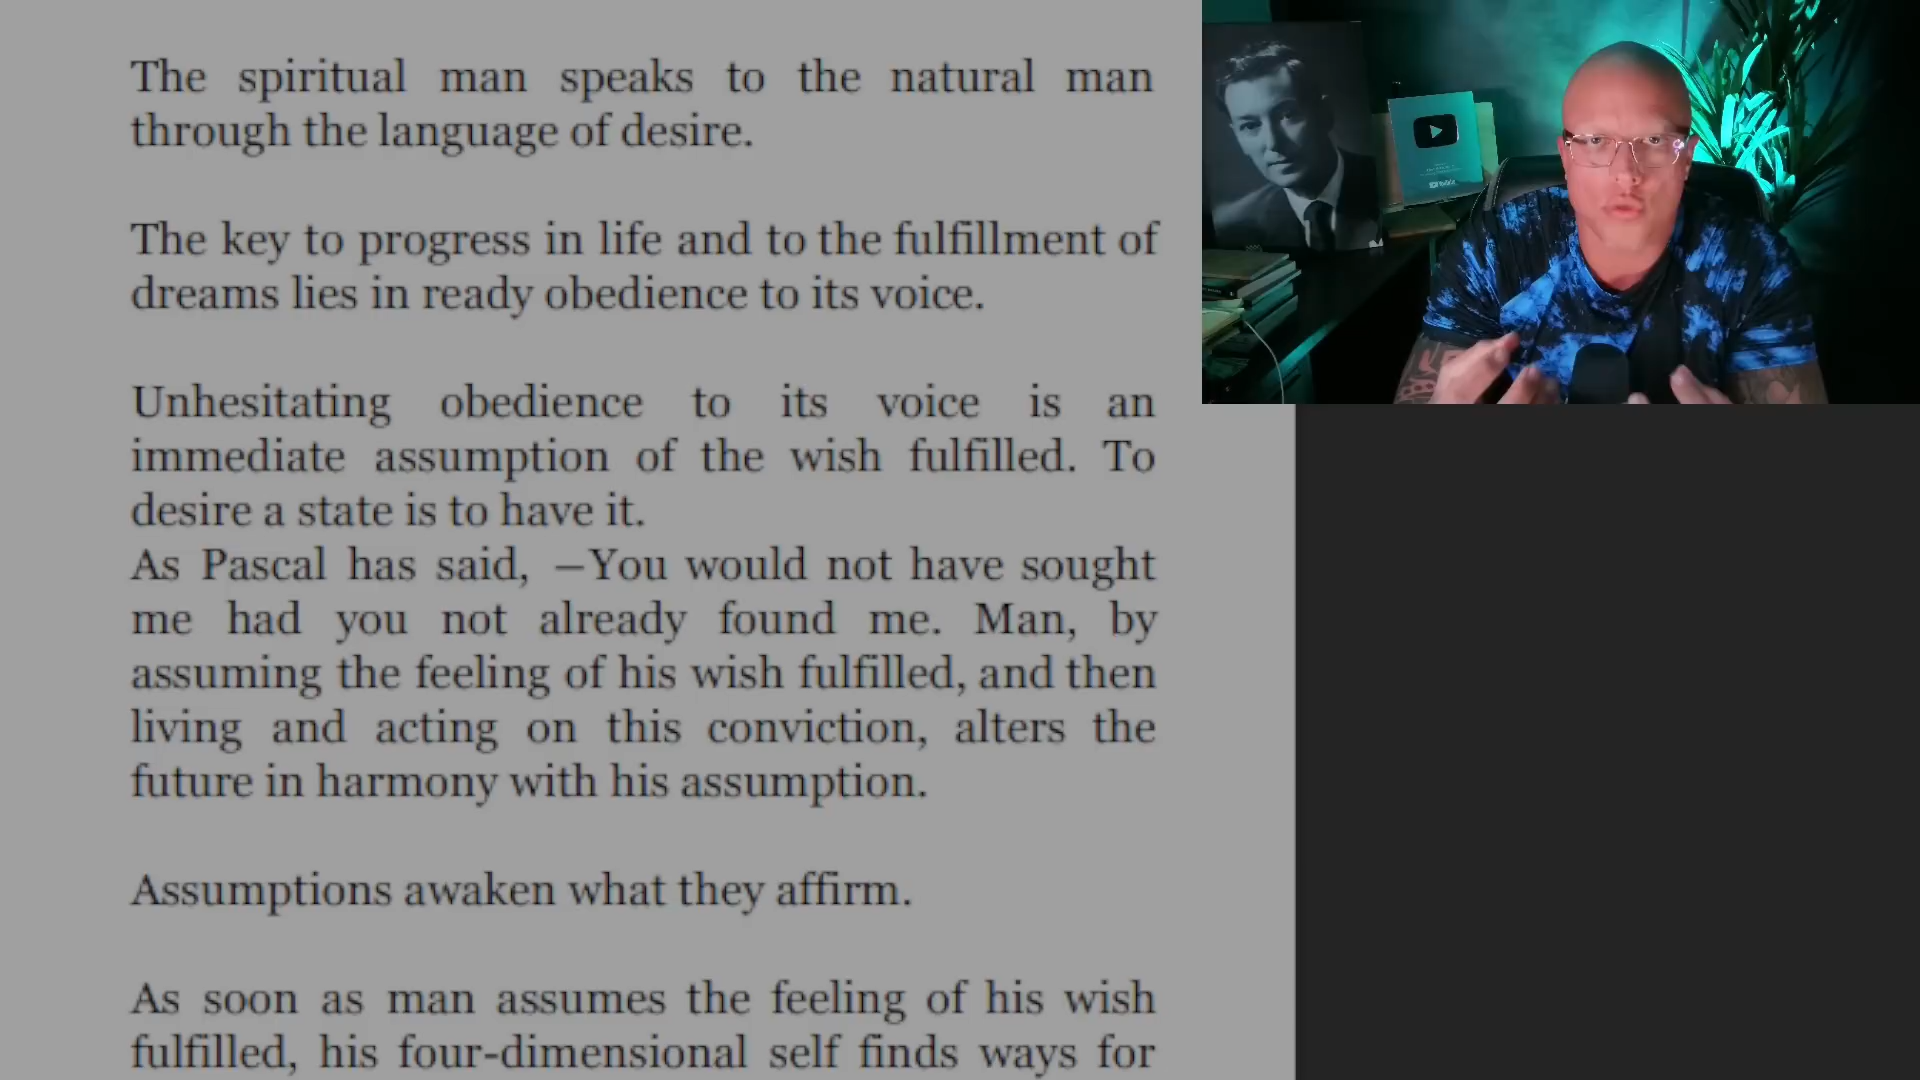 The spiritual man speaks to the natural man
through the language of desire.
The key to progress in life and to the fulfillment of
dreams lies in ready obedience to its voice.
Unhesitating obedience to its voice is an
immediate assumption of the wish fulfilled. To
desire a state is to have it.
As Pascal has said, —You would not have sought
me had you not already found me. Man, by
assuming the feeling of his wish fulfilled, and then
living and acting on this conviction, alters the
future in harmony with his assumption.
Assumptions awaken what they affirm.
As soon as man assumes the feeling of his wish
fulfilled, his four-dimensional self finds ways for